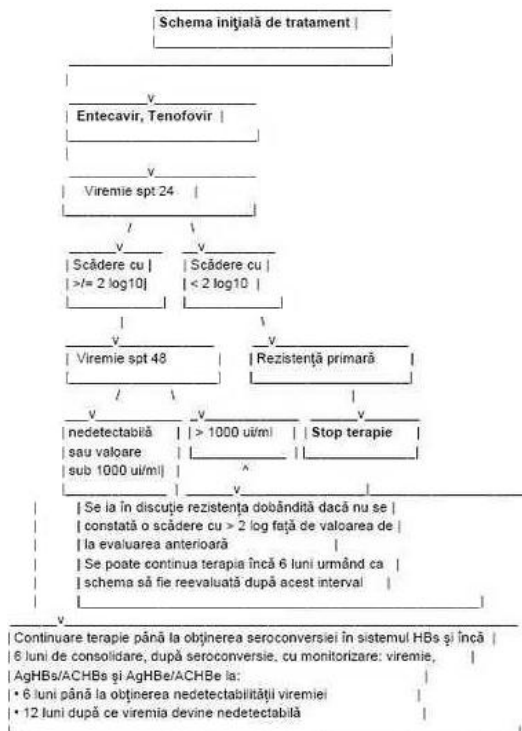 Schema inițială de tratament
Entecavir, Tenofovir
Viremie spt 24
Scădere cu
>/= 2 log10
Scădere cu
< 2 log10
Viremie spt 48
Rezistență primară
nedetectabilă
sau valoare
sub 1000 ui/ml
> 1000 ui/ml
Stop terapie
Se ia în discuție rezistența dobândită dacă nu se
constată o scădere cu > 2 log față de valoarea de
la evaluarea anterioară
Se poate continua terapia încă 6 luni urmând ca
schema să fie reevaluată după acest interval
Continuare terapie până la obținerea seroconversiei în sistemul HBs și încă
6 luni de consolidare, după seroconversie, cu monitorizare: viremie,
AgHBs/ACHBs și AgHBe/ACHBe la:
• 6 luni până la obținerea nedetectabilității viremiei
• 12 luni după ce viremia devine nedetectabilă